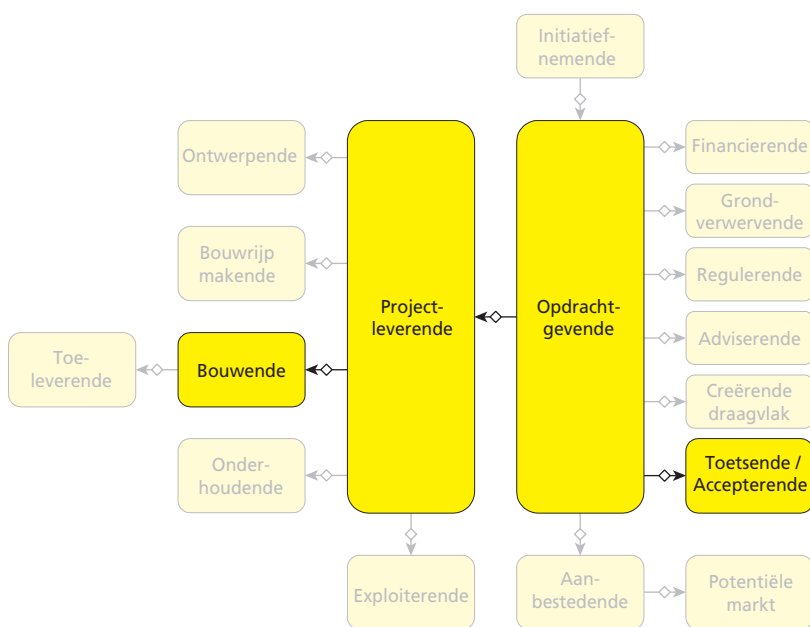 Initiatief-
nemende
Ontwerpende
Financierende
Grond-
verwervende
Bouwrijp
makende
Regulerende
Project-
leverende
Opdracht-
gevende
Adviserende
Toe-
leverende
Bouwende
Creërende
draagvlak
Onder-
houdende
Toetsende /
Accepterende
Exploiterende
Aan-
bestedende
Potentiële
markt